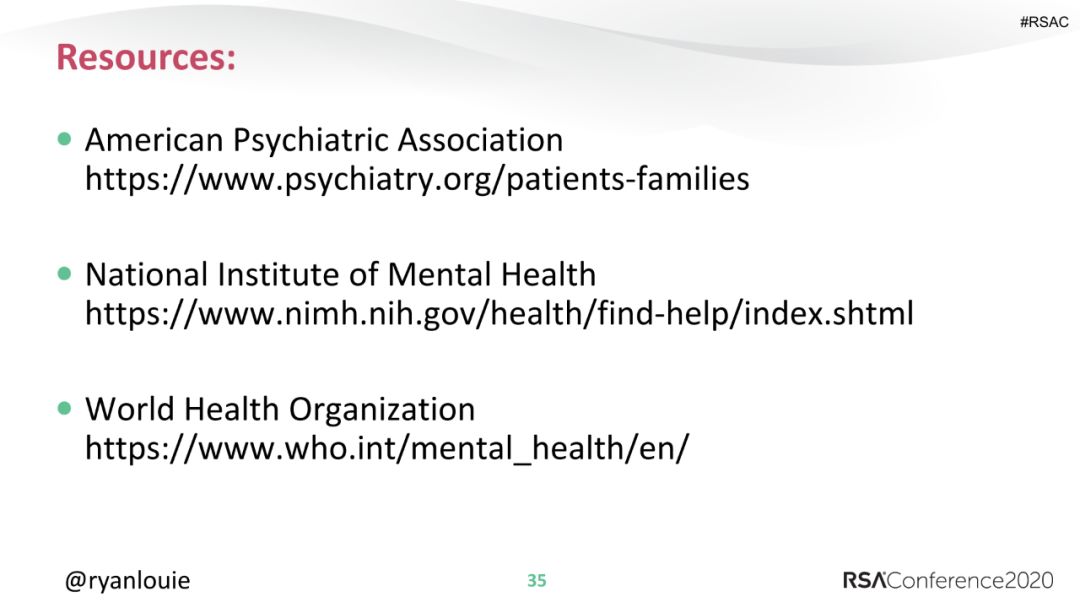 #RSAC
Resources:
• American Psychiatric Association
https://www.psychiatry.org/patients-families
• National Institute of Mental Health
https://www.nimh.nih.gov/health/find-help/index.shtml
• World Health Organization
https://www.who.int/mental_health/en/
@ryanlouie
35
RSAConference2020